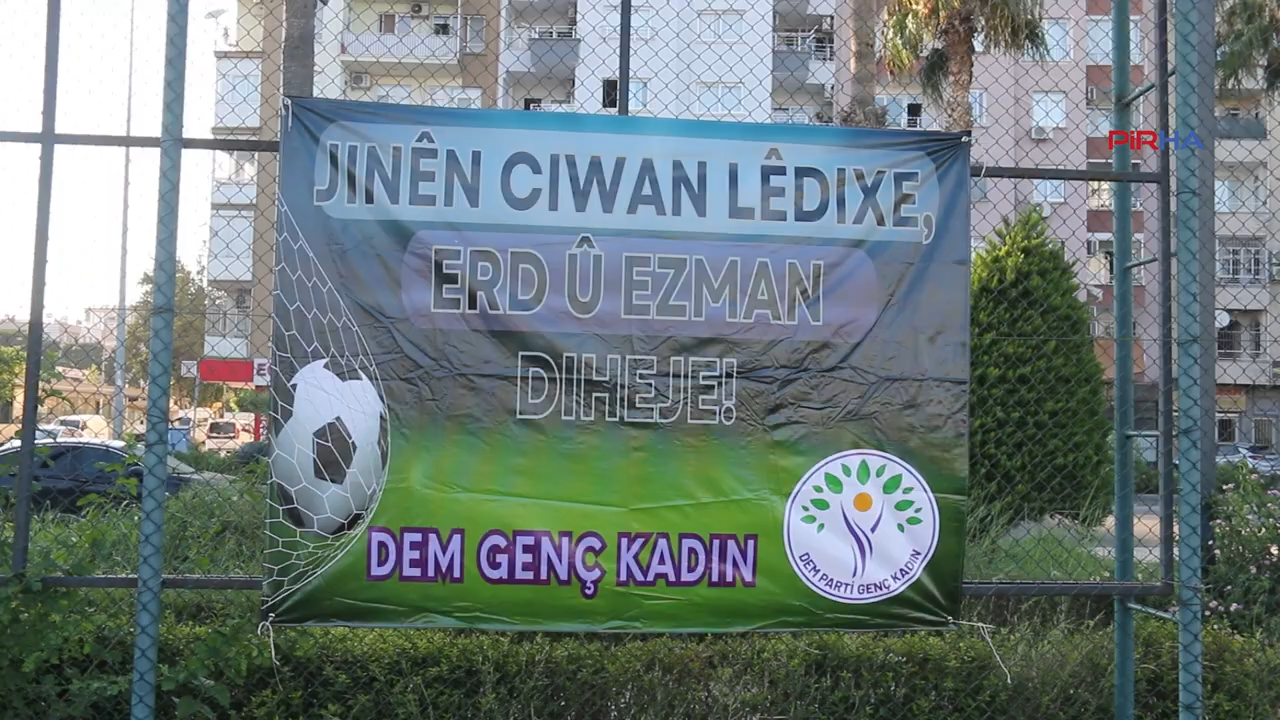 PİRHA
JINÊN CIWAN LÊDIXE,
ERD Û EZMAN
DIHEJE!
DEM GENÇ KADIN
DEM PARTİ GENÇ KADIN